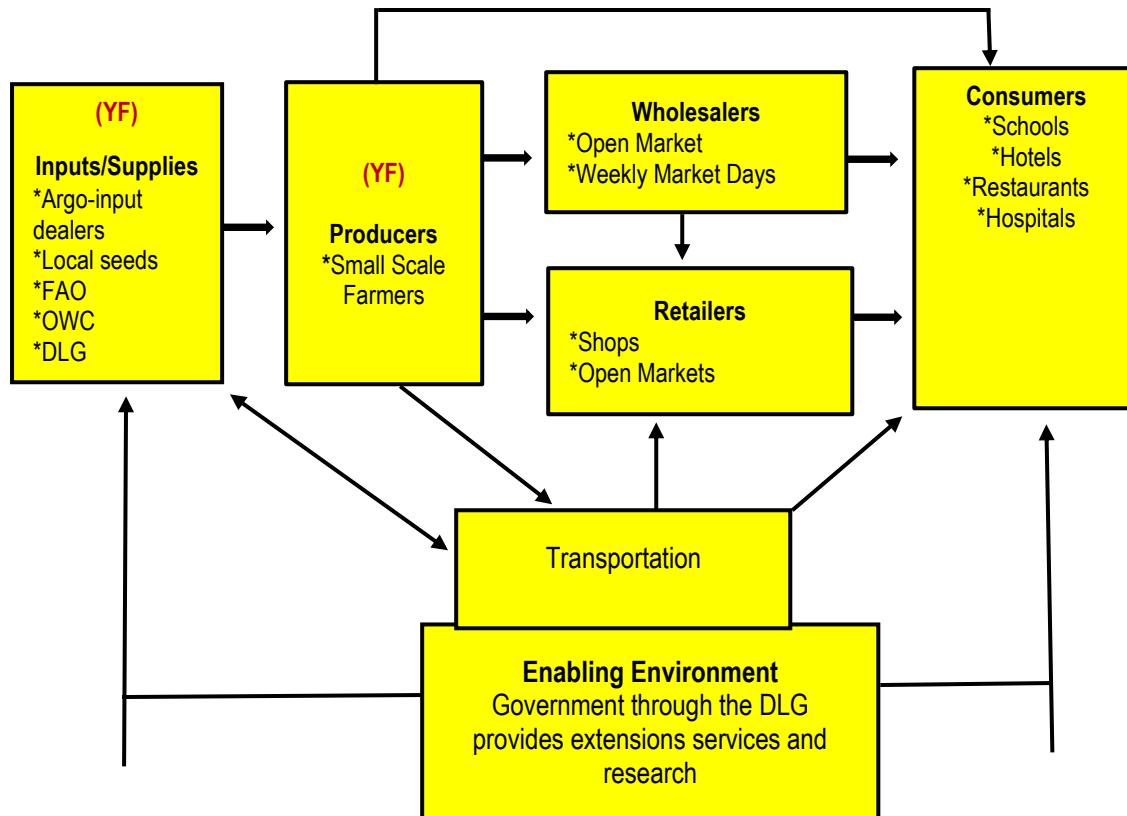 (YF)
Inputs/Supplies
*Argo-input
dealers
*Local seeds
*FAO
*OWC
*DLG
(YF)
Producers
*Small Scale
Farmers
Wholesalers
*Open Market
*Weekly Market Days
Retailers
*Shops
*Open Markets
Consumers
*Schools
*Hotels
*Restaurants
*Hospitals
Transportation
Enabling Environment
Government through the DLG
provides extensions services and
research